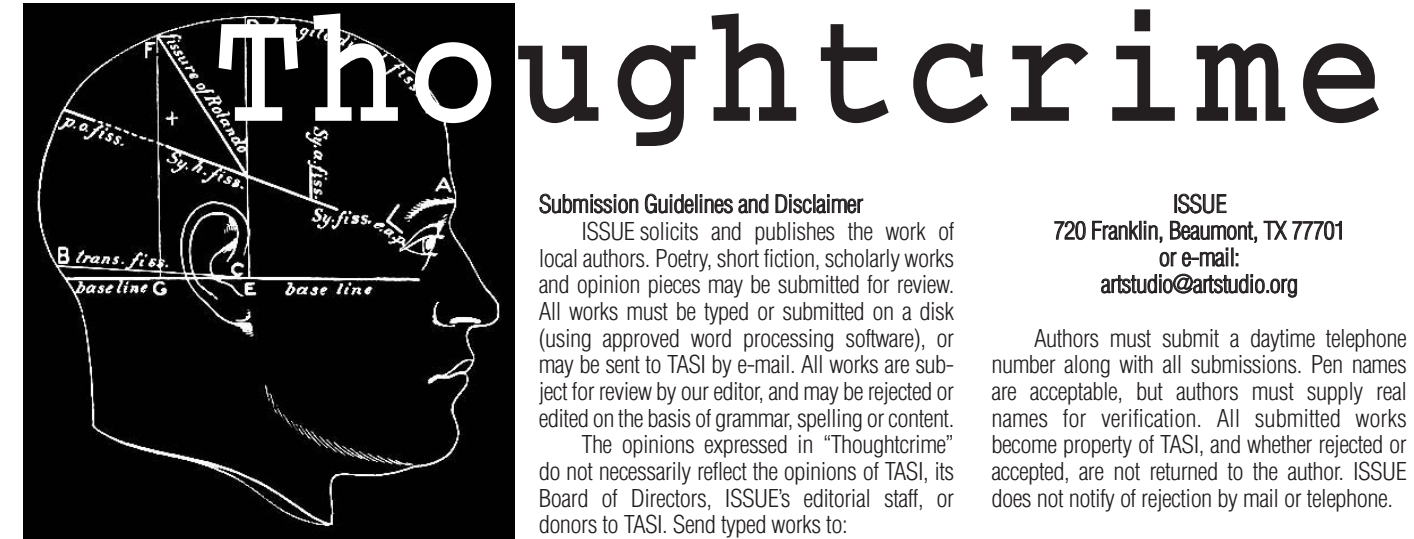 Thoughtcrime
F
fissure of Rolando
p.o.fiss.
+
Sy.h.fiss.
Sy.a.fiss.
Sy.fiss.
e.a.p.
A
B trans. fiss.
C
base line G
E
base line
Submission Guidelines and Disclaimer
ISSUE solicits and publishes the work of
local authors. Poetry, short fiction, scholarly works
and opinion pieces may be submitted for review.
All works must be typed or submitted on a disk
(using approved word processing software), or
may be sent to TASI by e-mail. All works are sub-
ject for review by our editor, and may be rejected or
edited on the basis of grammar, spelling or content.
The opinions expressed in “Thoughtcrime”
do not necessarily reflect the opinions of TASI, its
Board of Directors, ISSUE’s editorial staff, or
donors to TASI. Send typed works to:
ISSUE
720 Franklin, Beaumont, TX 77701
or e-mail:
artstudio@artstudio.org
Authors must submit a daytime telephone
number along with all submissions. Pen names
are acceptable, but authors must supply real
names for verification. All submitted works
become property of TASI, and whether rejected or
accepted, are not returned to the author. ISSUE
does not notify of rejection by mail or telephone.